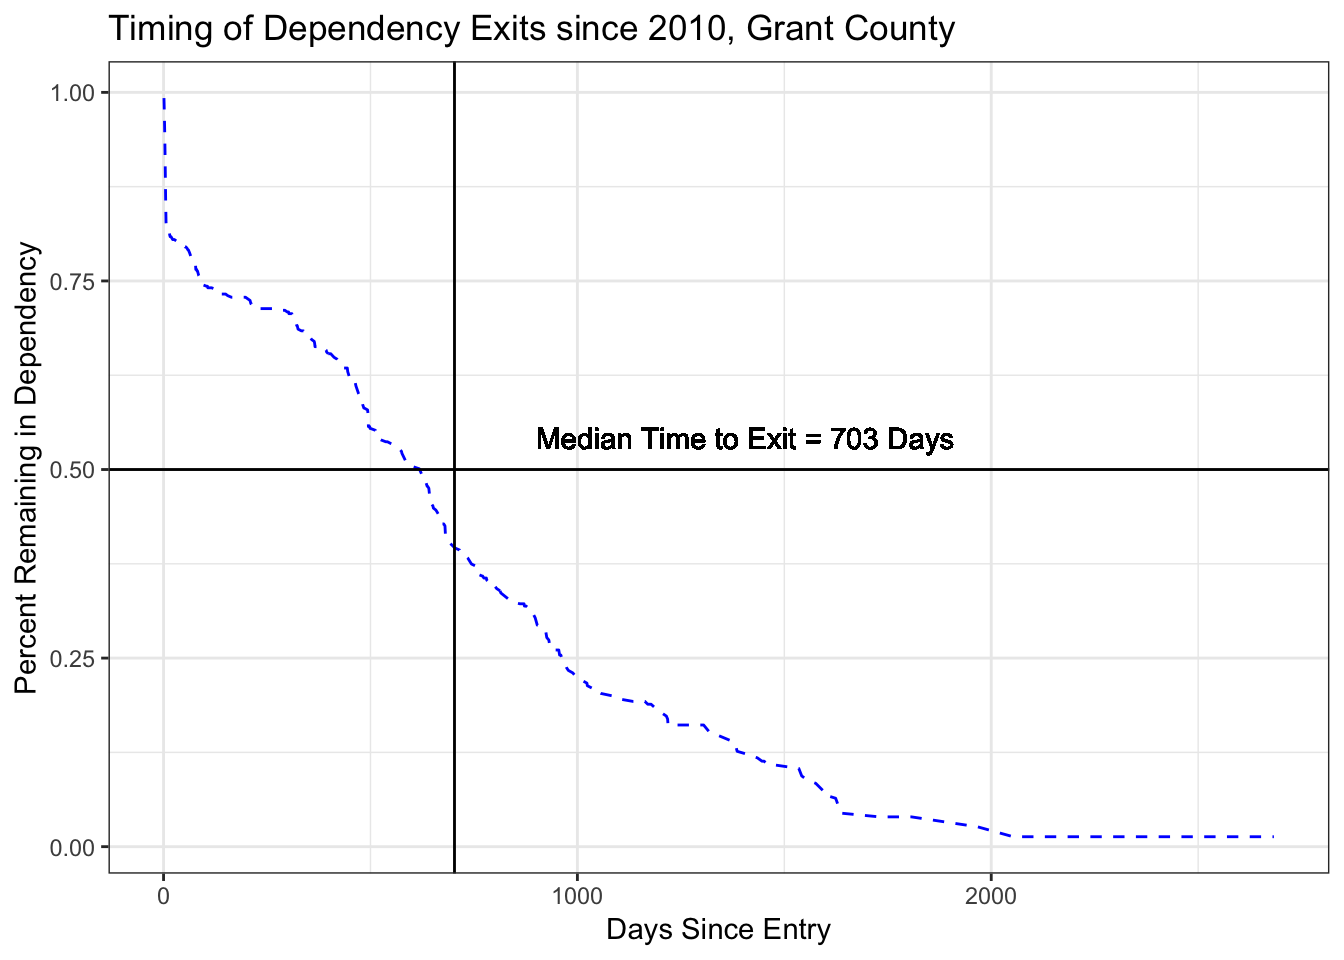 Timing of Dependency Exits since 2010, Grant County
1.00
0.75
0.50
0.25
0.00
Percent Remaining in Dependency
Median Time to Exit = 703 Days
0
1000
2000
Days Since Entry